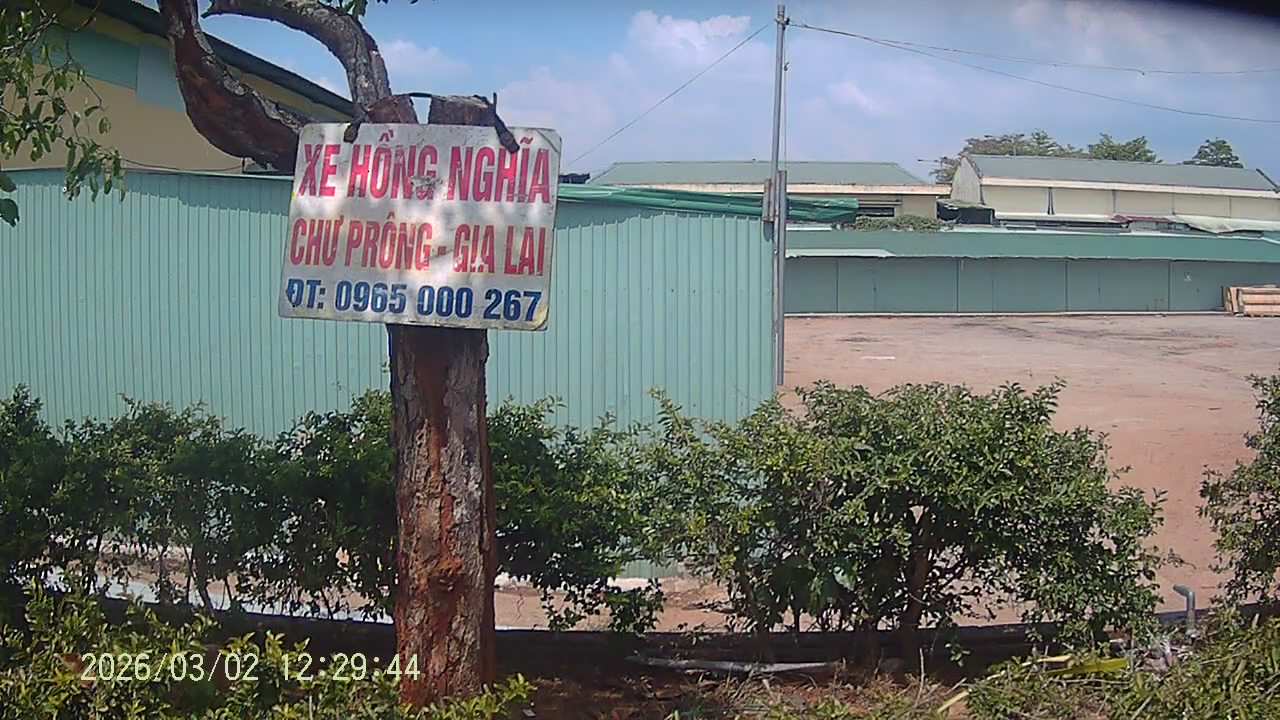 XE HỒNG NGHĨA
CHƯ PRÔNG - GIA LAI
ĐT: 0965 000 267
2026/03/02 12:29:44